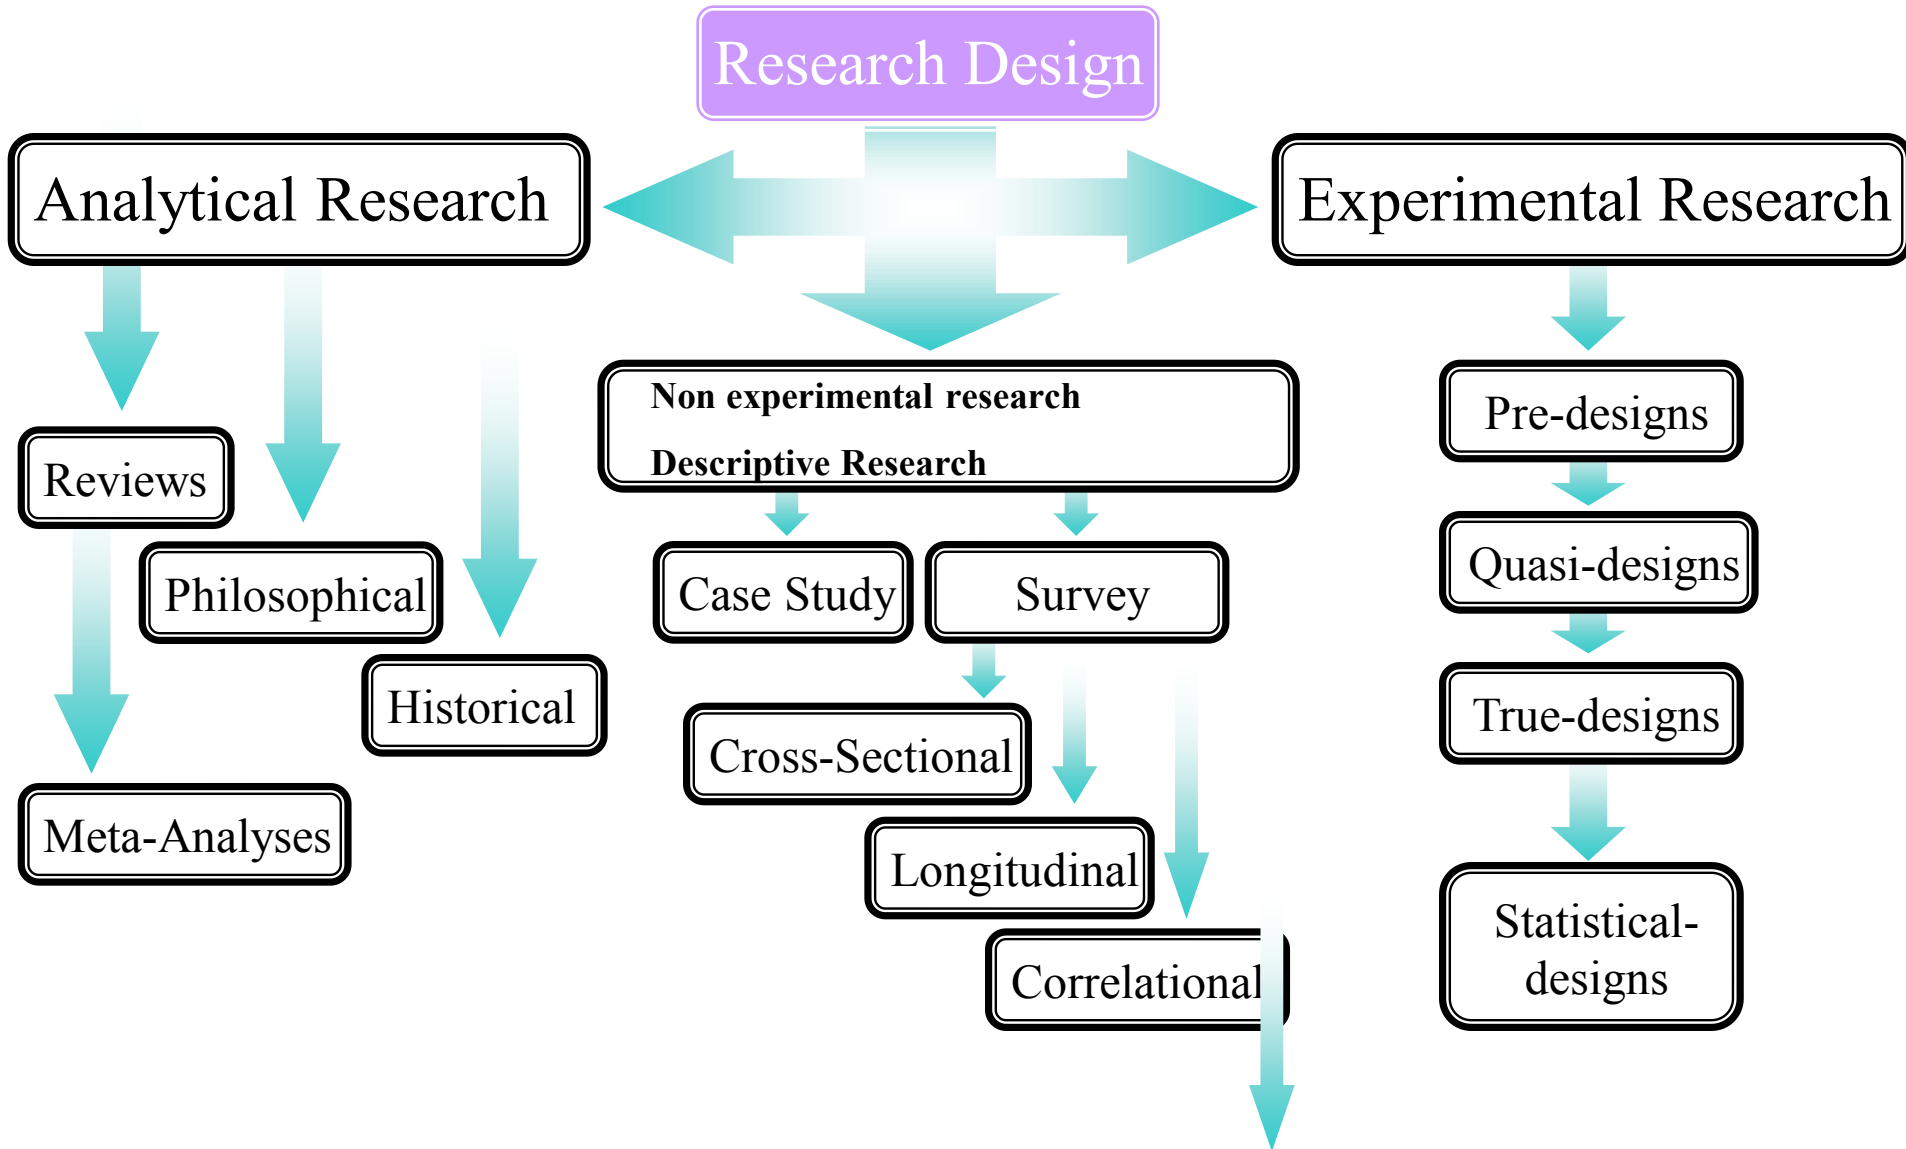 Research Design
Analytical Research
Experimental Research
Non experimental research
Descriptive Research
Pre-designs
Reviews
Quasi-designs
Philosophical
Case Study
Survey
Historical
True-designs
Cross-Sectional
Meta-Analyses
Longitudinal
Statistical-
designs
Correlational